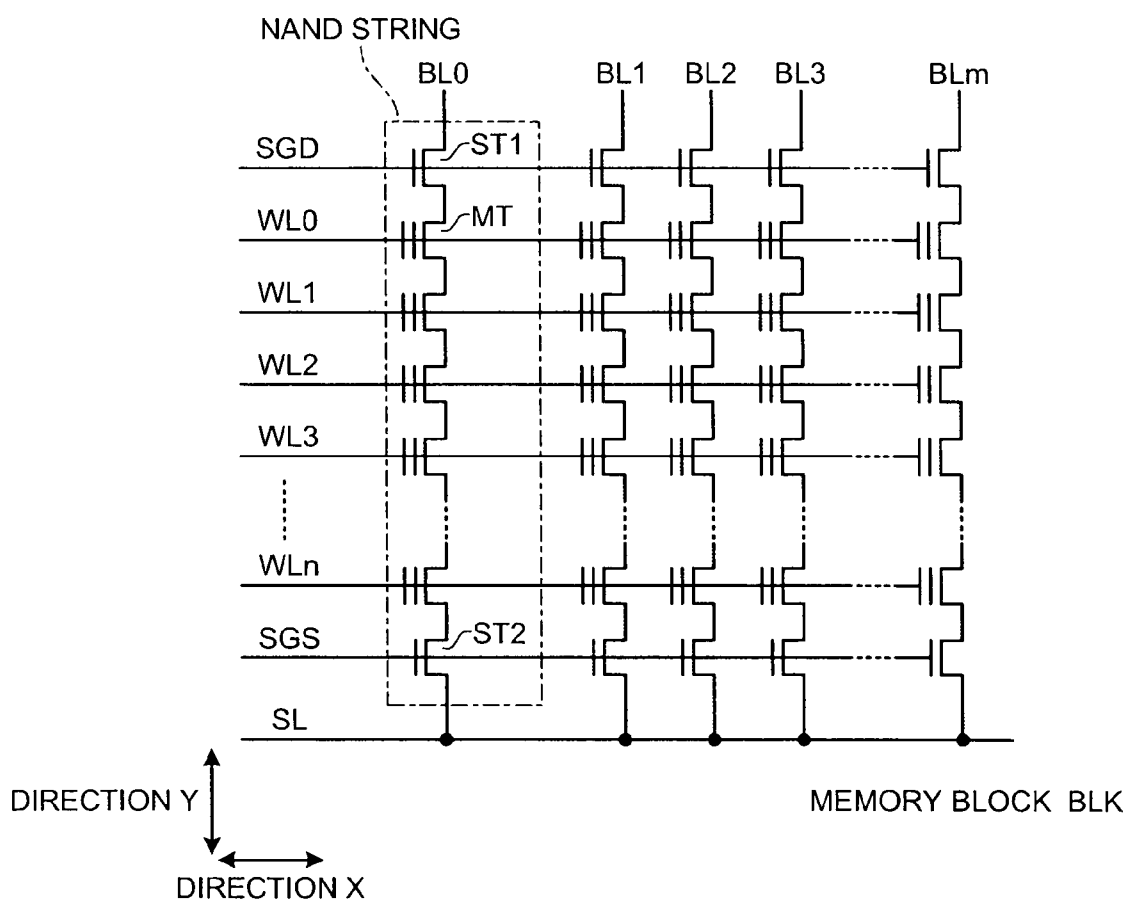 NAND STRING
BL0 BL1 BL2 BL3 BLm
SGD ST1
WL0 MT
WL1
WL2
WL3
WLn
SGS ST2
SL
DIRECTION Y MEMORY BLOCK BLK
DIRECTION X